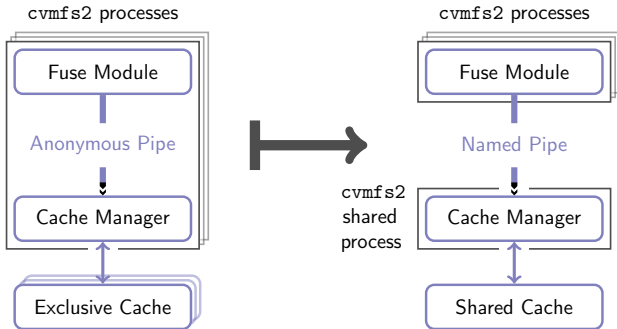 cvmfs2 processes
Fuse Module
Anonymous Pipe
Cache Manager
Exclusive Cache
cvmfs2 processes
Fuse Module
Named Pipe
cvmfs2
shared
process
Cache Manager
Shared Cache